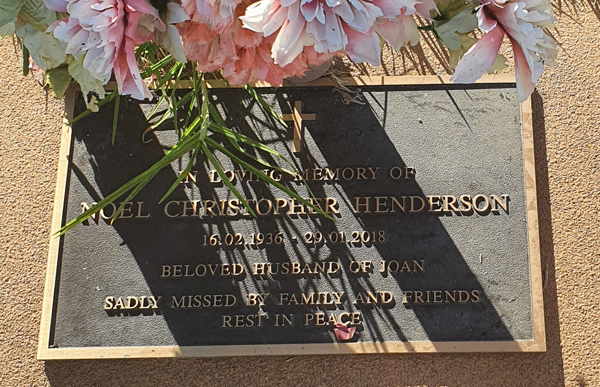 IN LOVING MEMORY OF
NOEL CHRISTOPHER HENDERSON
16.02.1936 - 29.01.2018
BELOVED HUSBAND OF JOAN
SADLY MISSED BY FAMILY AND FRIENDS
REST IN PEACE